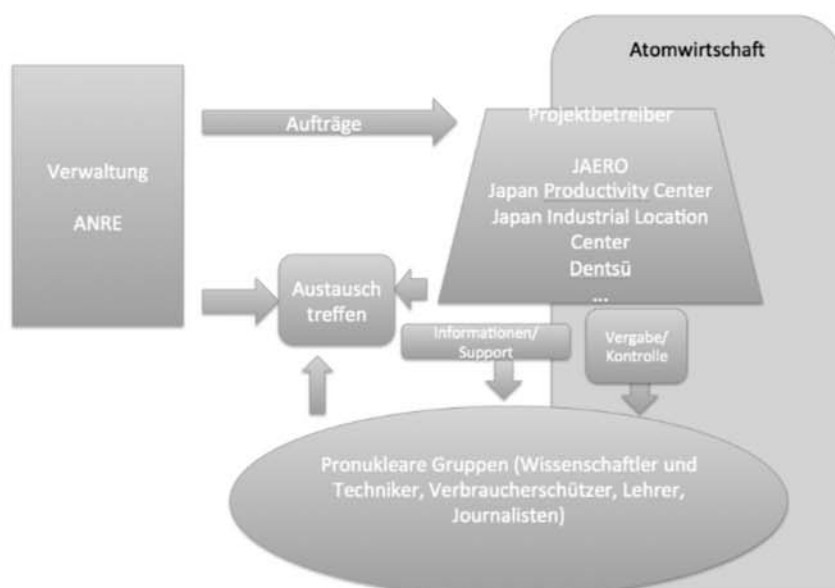 Atomwirtschaft
Aufträge
Projektbetreiber
JAERO
Japan Productivity Center
Japan Industrial Location
Center
Dentsü
...
Verwaltung
ANRE
Austausch
treffen
Informationen/
Support
Vergabe/
Kontrolle
Pronukleare Gruppen (Wissenschaftler und
Techniker, Verbraucherschützer, Lehrer,
Journalisten)